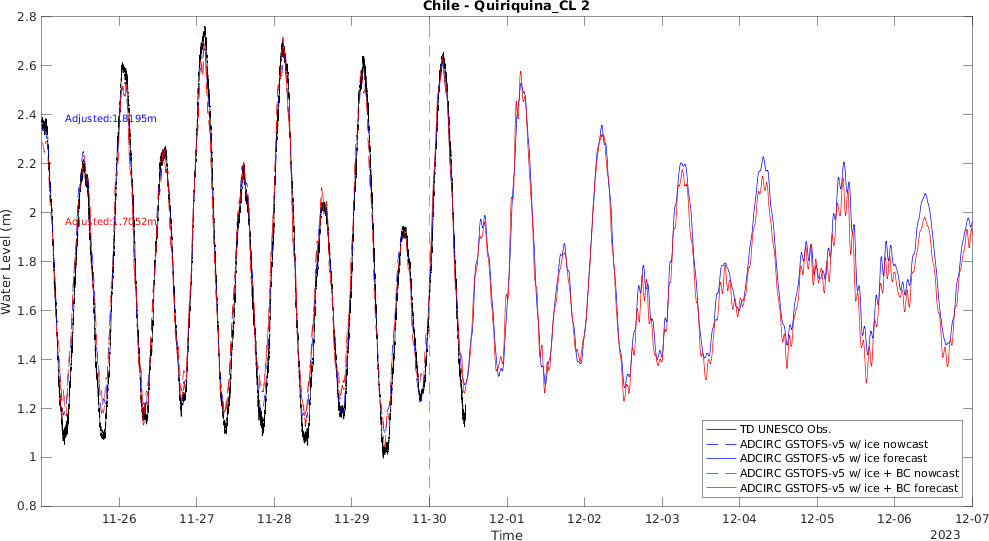 Chile - Quiriquina_CL 2
2.8
2.6
2.4
2.2
2
1.8
1.6
1.4
1.2
1
0.8
Water Level (m)
Adjusted:1.8195m
Adjusted:1.7052m
TD UNESCO Obs.
ADCIRC GSTOFS-v5 w/ ice nowcast
ADCIRC GSTOFS-v5 w/ ice forecast
ADCIRC GSTOFS-v5 w/ ice + BC nowcast
ADCIRC GSTOFS-v5 w/ ice + BC forecast
11-26 11-27 11-28 11-29 11-30 12-01 12-02 12-03 12-04 12-05 12-06 12-07
Time
2023